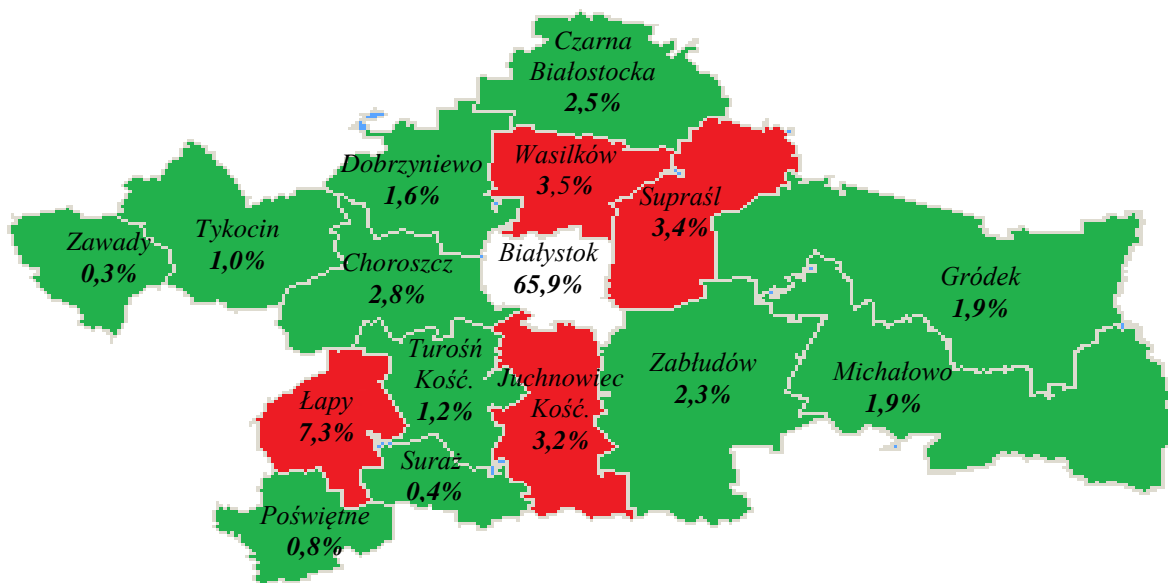 Czarna
Białostocka
2,5%
Wasilków
3,5%
Dobrzyniewo
1,6%
Supraśl
3,4%
Tykocin
1,0%
Zawady
0,3%
Białystok
65,9%
Choroszcz
2,8%
Gródek
1,9%
Turośń
Kość.
1,2%
Juchnowiec
Kość.
3,2%
Zabłudów
2,3%
Michałowo
1,9%
Łapy
7,3%
Suraż
0,4%
Poświętne
0,8%